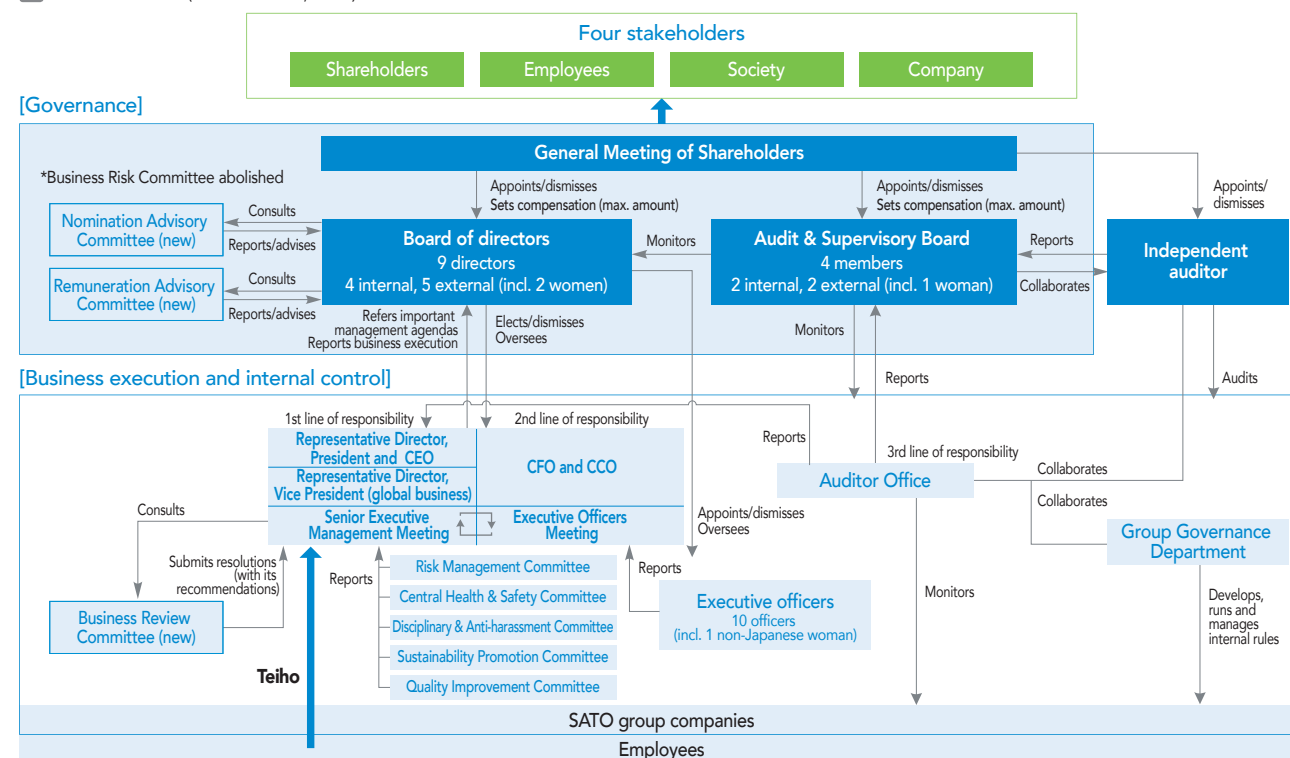 Four stakeholders
Shareholders
Employees
Society
Company
[Governance]
General Meeting of Shareholders
*Business Risk Committee abolished
Appoints/dismisses
Sets compensation (max. amount)
Appoints/dismisses
Sets compensation (max. amount)
Appoints/
dismisses
Nomination Advisory
Committee (new)
Consults
Reports/advises
Remuneration Advisory
Committee (new)
Consults
Reports/advises
Board of directors
9 directors
4 internal, 5 external (incl. 2 women)
Monitors
Audit & Supervisory Board
4 members
2 internal, 2 external (incl. 1 woman)
Reports
Collaborates
Independent
auditor
Refers important
management agendas
Reports business execution
Elects/dismisses
Oversees
Monitors
Reports
Audits
[Business execution and internal control]
1st line of responsibility
2nd line of responsibility
Representative Director,
President and CEO
Representative Director,
Vice President (global business)
CFO and CCO
Senior Executive
Management Meeting
Executive Officers
Meeting
Reports
3rd line of responsibility
Auditor Office
Collaborates
Collaborates
Group Governance
Department
Consults
Submits resolutions
(with its
recommendations)
Business Review
Committee (new)
Teiho
Reports
Risk Management Committee
Central Health & Safety Committee
Disciplinary & Anti-harassment Committee
Sustainability Promotion Committee
Quality Improvement Committee
Reports
Appoints/dismisses
Oversees
Executive officers
10 officers
(incl. 1 non-Japanese woman)
Monitors
Develops,
runs and
manages
internal rules
SATO group companies
Employees